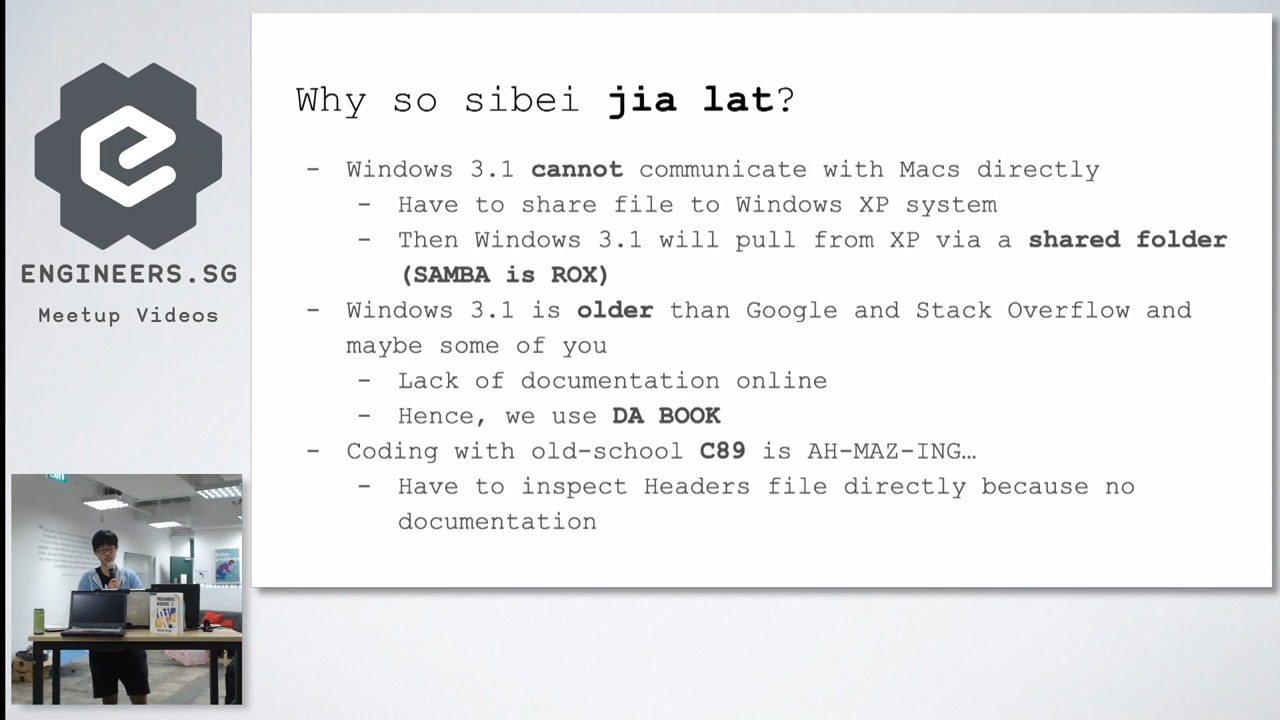 ENGINEERS.SG
Meetup Videos
Why so sibei jia lat?
- Windows 3.1 cannot communicate with Macs directly
- Have to share file to Windows XP system
- Then Windows 3.1 will pull from XP via a shared folder
(SAMBA is ROX)
- Windows 3.1 is older than Google and Stack Overflow and
maybe some of you
- Lack of documentation online
- Hence, we use DA BOOK
- Coding with old-school C89 is AH-MAZ-ING…
- Have to inspect Headers file directly because no
documentation